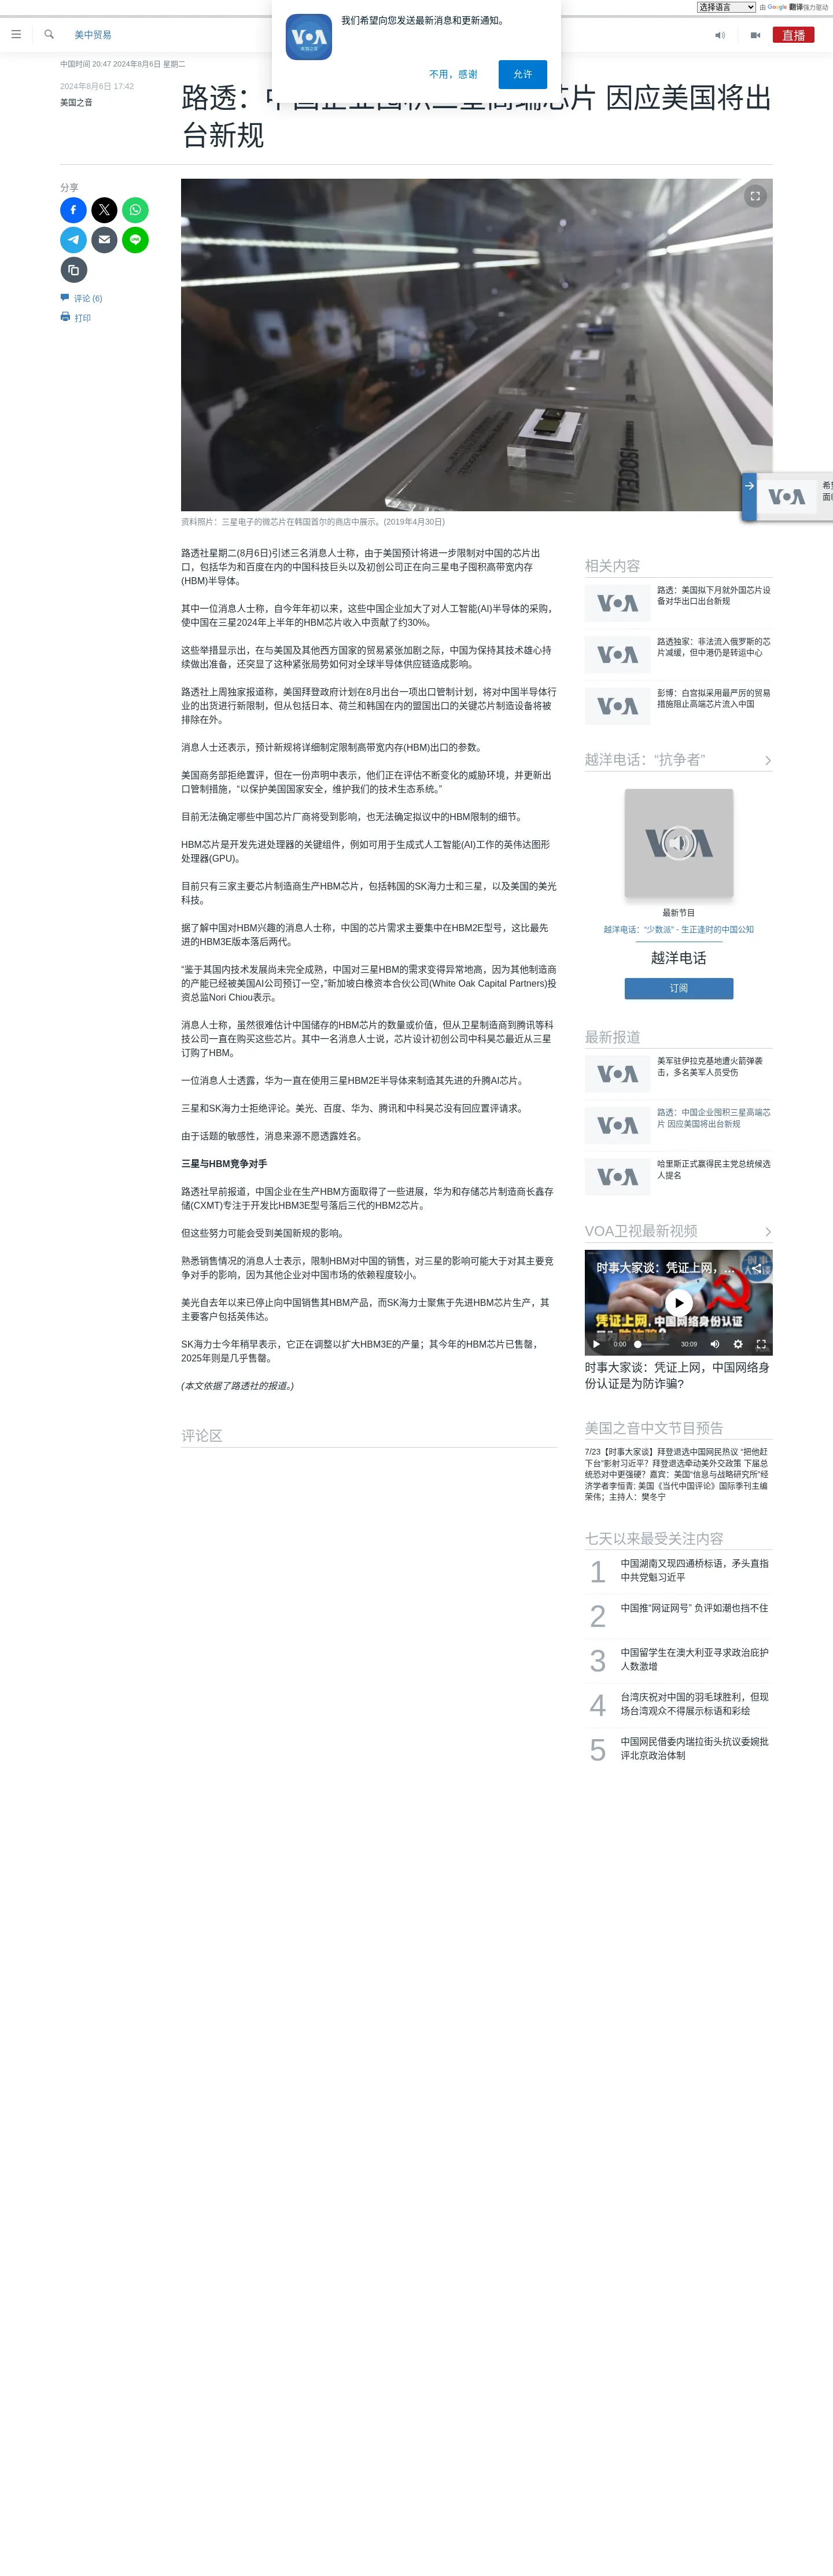 选择语言
由 Google 翻译强力驱动
美中贸易
直播
VOA
美国之音
我们希望向您发送最新消息和更新通知。
不用，感谢
允许
中国时间 20:47 2024年8月6日 星期二
2024年8月6日 17:42
美国之音
路透：中国企业囤积三星高端芯片 因应美国将出
台新规
分享
评论 (6)
打印
资料照片：三星电子的微芯片在韩国首尔的商店中展示。(2019年4月30日)
路透社星期二(8月6日)引述三名消息人士称，由于美国预计将进一步限制对中国的芯片出
口，包括华为和百度在内的中国科技巨头以及初创公司正在向三星电子囤积高带宽内存
(HBM)半导体。
其中一位消息人士称，自今年年初以来，这些中国企业加大了对人工智能(AI)半导体的采购，
使中国在三星2024年上半年的HBM芯片收入中贡献了约30%。
这些举措显示出，在与美国及其他西方国家的贸易紧张加剧之际，中国为保持其技术雄心持
续做出准备，还突显了这种紧张局势如何对全球半导体供应链造成影响。
路透社上周独家报道称，美国拜登政府计划在8月出台一项出口管制计划，将对中国半导体行
业的出货进行新限制，但从包括日本、荷兰和韩国在内的盟国出口的关键芯片制造设备将被
排除在外。
消息人士还表示，预计新规将详细制定限制高带宽内存(HBM)出口的参数。
美国商务部拒绝置评，但在一份声明中表示，他们正在评估不断变化的威胁环境，并更新出
口管制措施，“以保护美国国家安全，维护我们的技术生态系统。”
目前无法确定哪些中国芯片厂商将受到影响，也无法确定拟议中的HBM限制的细节。
HBM芯片是开发先进处理器的关键组件，例如可用于生成式人工智能(AI)工作的英伟达图形
处理器(GPU)。
目前只有三家主要芯片制造商生产HBM芯片，包括韩国的SK海力士和三星，以及美国的美光
科技。
据了解中国对HBM兴趣的消息人士称，中国的芯片需求主要集中在HBM2E型号，这比最先
进的HBM3E版本落后两代。
“鉴于其国内技术发展尚未完全成熟，中国对三星HBM的需求变得异常地高，因为其他制造商
的产能已经被美国AI公司预订一空，”新加坡白橡资本合伙公司(White Oak Capital Partners)投
资总监Nori Chiou表示。
消息人士称，虽然很难估计中国储存的HBM芯片的数量或价值，但从卫星制造商到腾讯等科
技公司一直在购买这些芯片。其中一名消息人士说，芯片设计初创公司中科昊芯最近从三星
订购了HBM。
一位消息人士透露，华为一直在使用三星HBM2E半导体来制造其先进的升腾AI芯片。
三星和SK海力士拒绝评论。美光、百度、华为、腾讯和中科昊芯没有回应置评请求。
由于话题的敏感性，消息来源不愿透露姓名。
三星与HBM竞争对手
路透社早前报道，中国企业在生产HBM方面取得了一些进展，华为和存储芯片制造商长鑫存
储(CXMT)专注于开发比HBM3E型号落后三代的HBM2芯片。
但这些努力可能会受到美国新规的影响。
熟悉销售情况的消息人士表示，限制HBM对中国的销售，对三星的影响可能大于对其主要竞
争对手的影响，因为其他企业对中国市场的依赖程度较小。
美光自去年以来已停止向中国销售其HBM产品，而SK海力士聚焦于先进HBM芯片生产，其
主要客户包括英伟达。
SK海力士今年稍早表示，它正在调整以扩大HBM3E的产量；其今年的HBM芯片已售罄，
2025年则是几乎售罄。
(本文依据了路透社的报道。)
评论区
相关内容
路透：美国拟下月就外国芯片设
备对华出口出台新规
路透独家：非法流入俄罗斯的芯
片减缓，但中港仍是转运中心
彭博：白宫拟采用最严厉的贸易
措施阻止高端芯片流入中国
越洋电话：“抗争者”
最新节目
越洋电话：“少数派” - 生正逢时的中国公知
越洋电话
订阅
最新报道
美军驻伊拉克基地遭火箭弹袭
击，多名美军人员受伤
路透：中国企业囤积三星高端芯
片 因应美国将出台新规
哈里斯正式赢得民主党总统候选
人提名
VOA卫视最新视频
时事大家谈：凭证上网，…
凭证上网，中国网络身份认证
0:00
30:09
时事大家谈：凭证上网，中国网络身
份认证是为防诈骗?
美国之音中文节目预告
7/23【时事大家谈】拜登退选中国网民热议 “把他赶
下台”影射习近平？拜登退选牵动美外交政策 下届总
统恐对中更强硬？嘉宾：美国“信息与战略研究所”经
济学者李恒青; 美国《当代中国评论》国际季刊主编
荣伟；主持人：樊冬宁
七天以来最受关注内容
1 中国湖南又现四通桥标语，矛头直指
中共党魁习近平
2 中国推“网证网号” 负评如潮也挡不住
3 中国留学生在澳大利亚寻求政治庇护
人数激增
4 台湾庆祝对中国的羽毛球胜利，但现
场台湾观众不得展示标语和彩绘
5 中国网民借委内瑞拉街头抗议委婉批
评北京政治体制